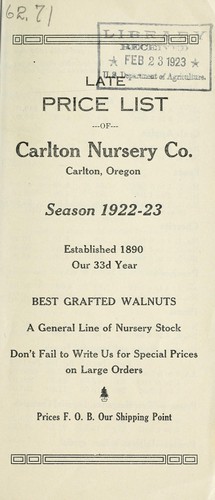 62.71
LIBRARY
RECEIVED
★ FEB 23 1923 ★
U. S. Department of Agriculture.
LATE
PRICE LIST
—OF—
Carlton Nursery Co.
Carlton, Oregon
Season 1922-23
Established 1890
Our 33d Year
BEST GRAFTED WALNUTS
A General Line of Nursery Stock
Don't Fail to Write Us for Special Prices
on Large Orders
Prices F. O. B. Our Shipping Point